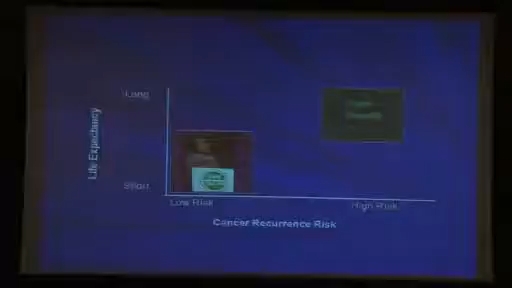 Long
Life Expectancy
Short
Low Risk
High Risk
Cancer Recurrence Risk